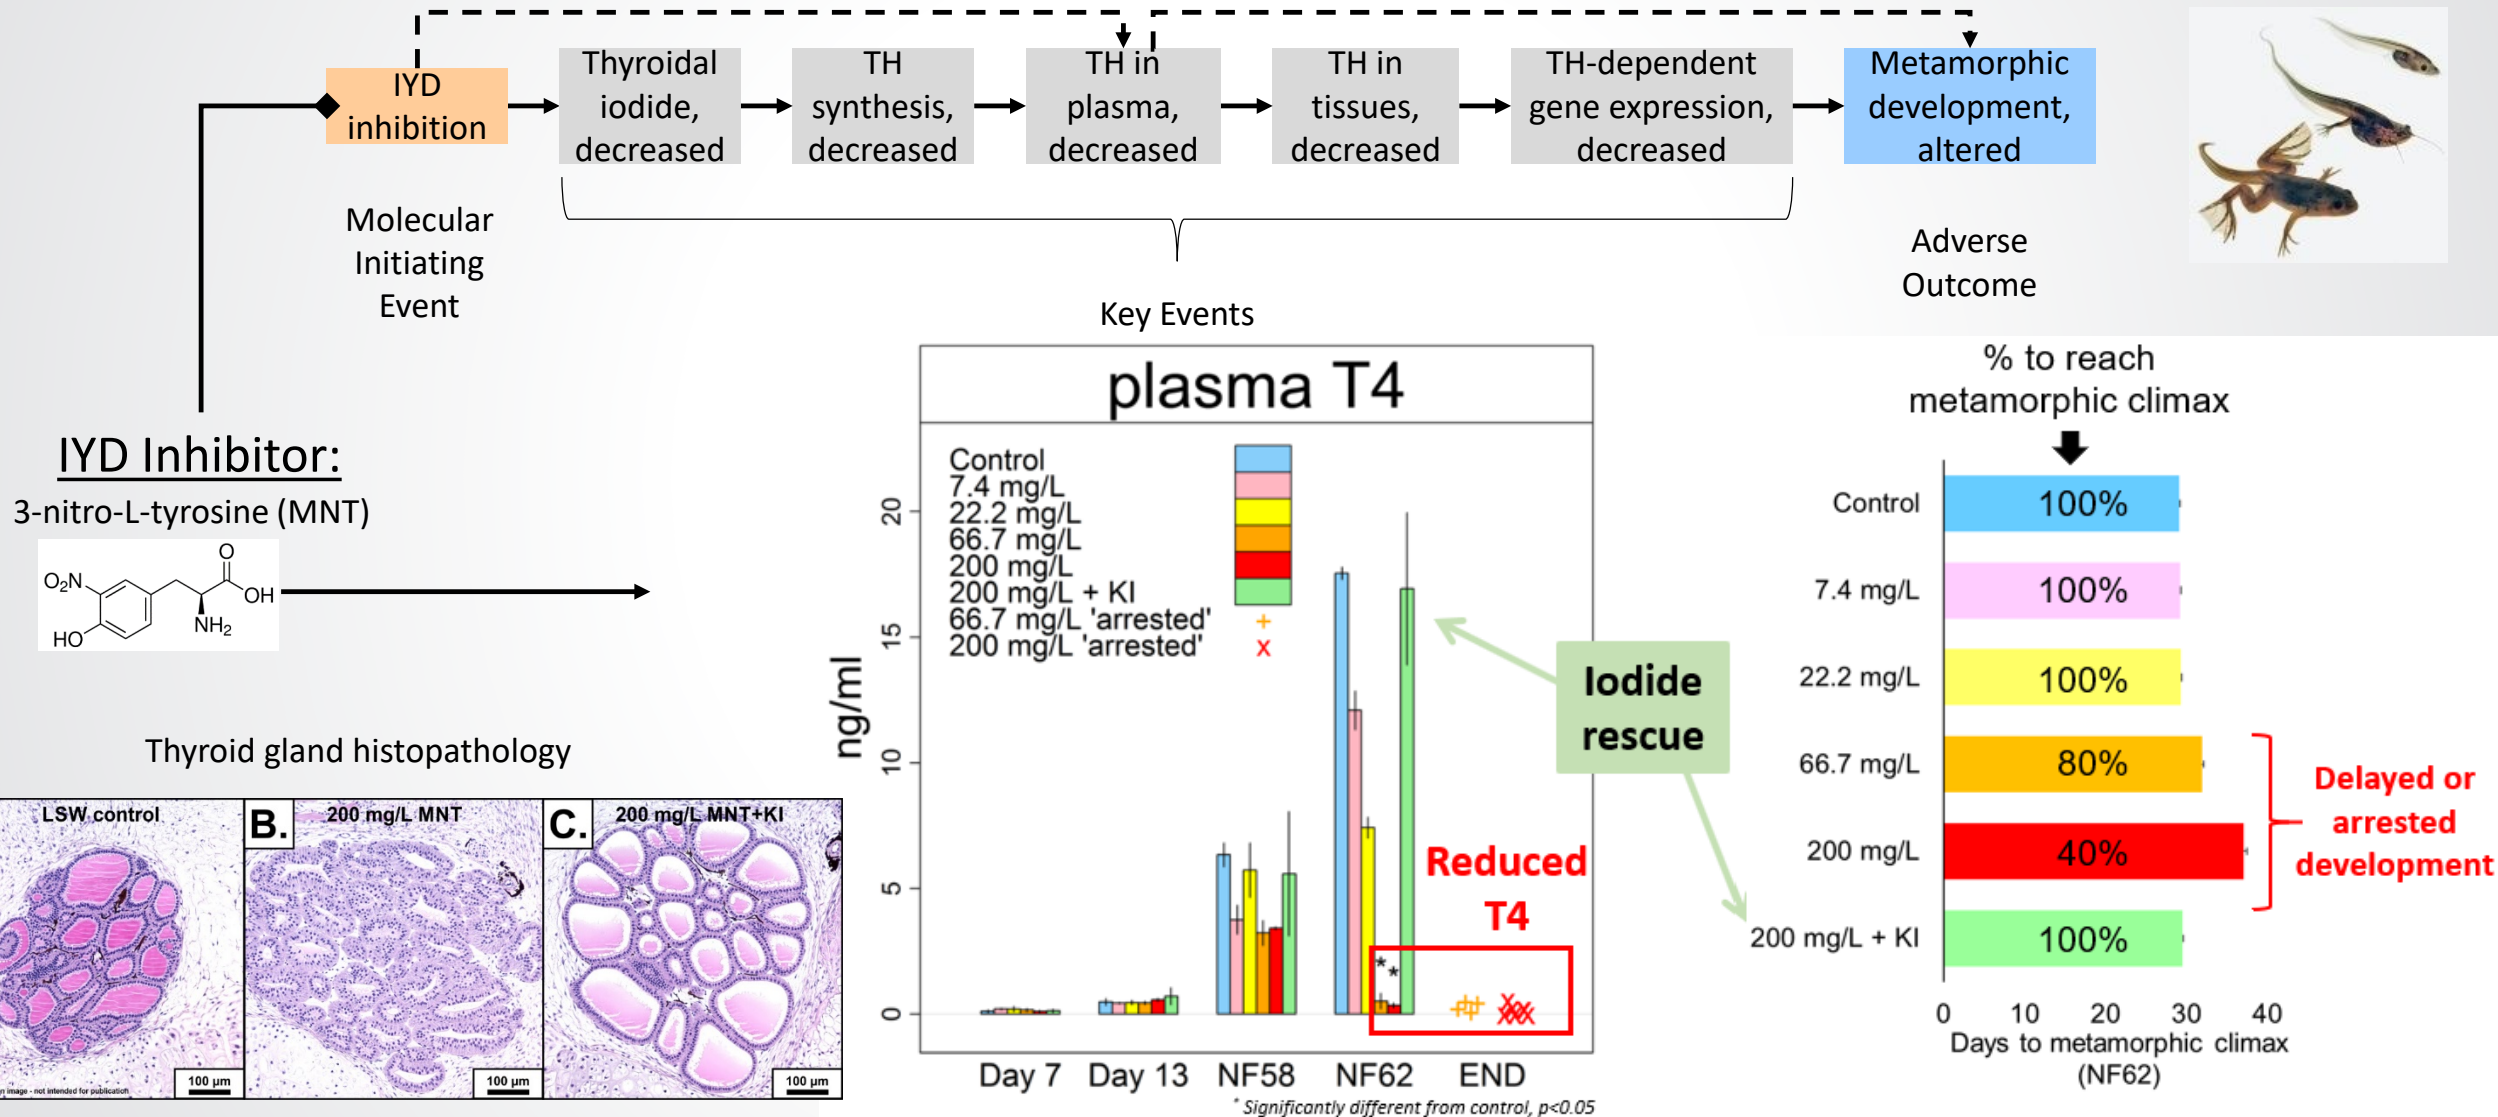 IYD
inhibition
Thyroidal
iodide,
decreased
TH
synthesis,
decreased
TH in
plasma,
decreased
TH in
tissues,
decreased
TH-dependent
gene expression,
decreased
Metamorphic
development,
altered
Molecular
Initiating
Event
Key Events
Adverse
Outcome
IYD Inhibitor:
3-nitro-L-tyrosine (MNT)
O₂N
O
OH
NH₂
HO
Thyroid gland histopathology
LSW control
n image - not intended for publication
100 µm
B.
200 mg/L MNT
100 µm
C.
200 mg/L MNT+KI
100 µm
plasma T4
Control
7.4 mg/L
22.2 mg/L
66.7 mg/L
200 mg/L
200 mg/L + KI
66.7 mg/L 'arrested' +
200 mg/L 'arrested' x
ng/ml
20
15
10
5
0
* *
Reduced
T4
Day 7 Day 13 NF58 NF62 END
* Significantly different from control, p<0.05
Iodide
rescue
% to reach
metamorphic climax
Control 100%
7.4 mg/L 100%
22.2 mg/L 100%
66.7 mg/L 80%
200 mg/L 40%
200 mg/L + KI 100%
0 10 20 30 40
Days to metamorphic climax
(NF62)
Delayed or
arrested
development